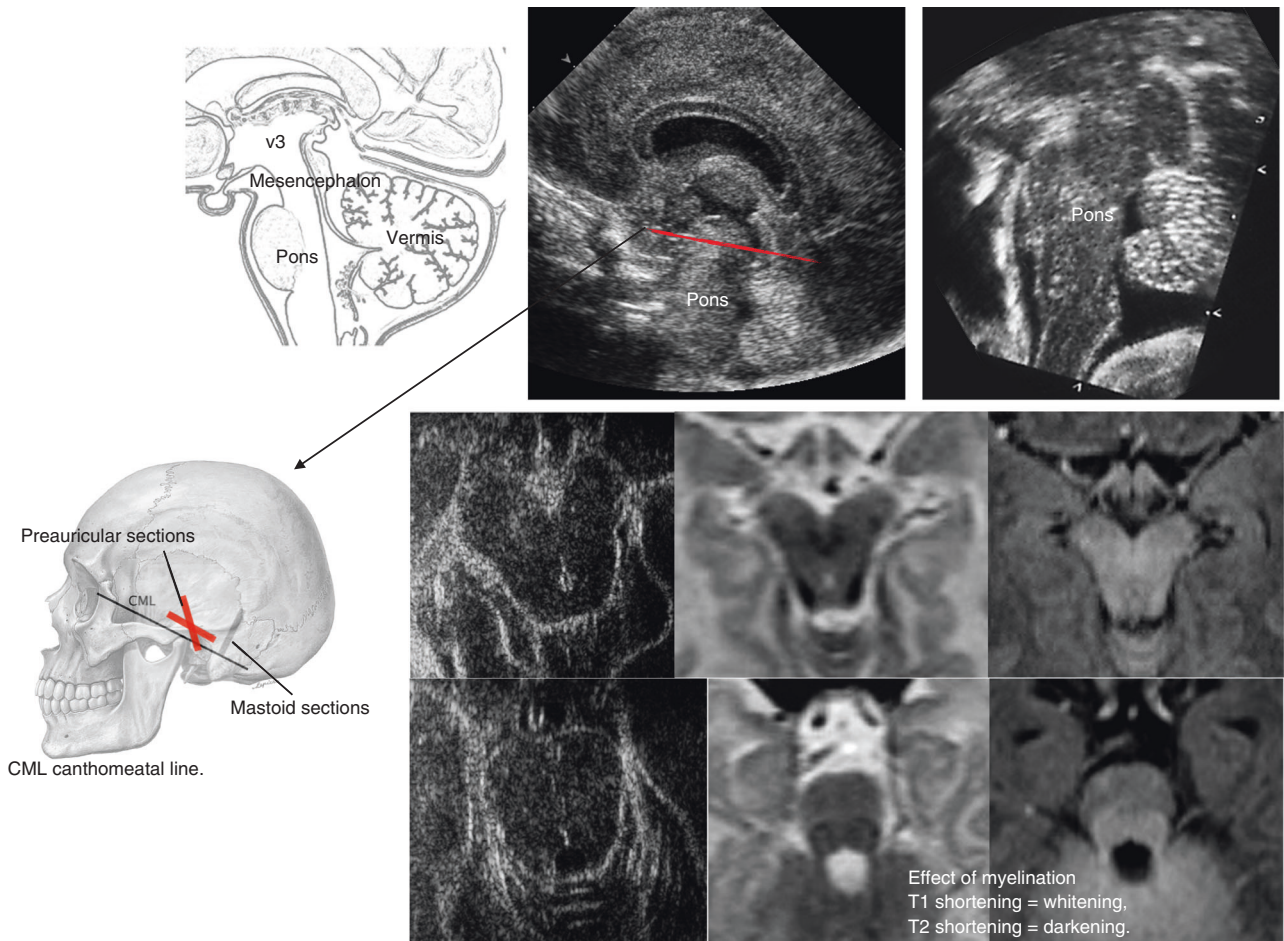 v3
Mesencephalon
Vermis
Pons
Pons
Pons
Preauricular sections
CML
Mastoid sections
CML canthomeatal line.
Effect of myelination
T1 shortening = whitening,
T2 shortening = darkening.